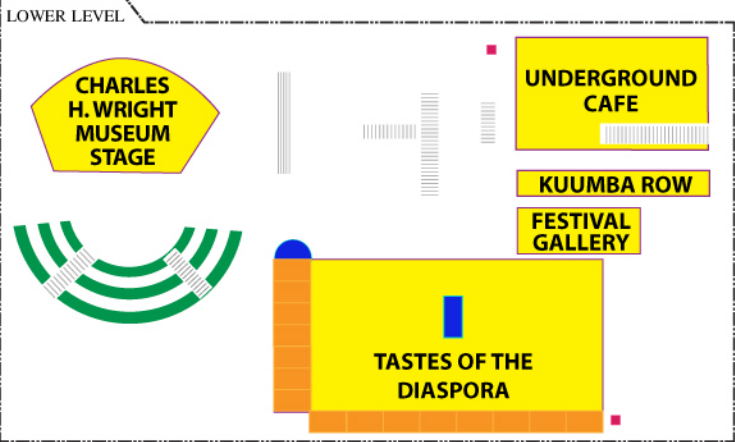 LOWER LEVEL
CHARLES
H. WRIGHT
MUSEUM
STAGE
UNDERGROUND
CAFE
KUUMBA ROW
FESTIVAL
GALLERY
TASTES OF THE
DIASPORA